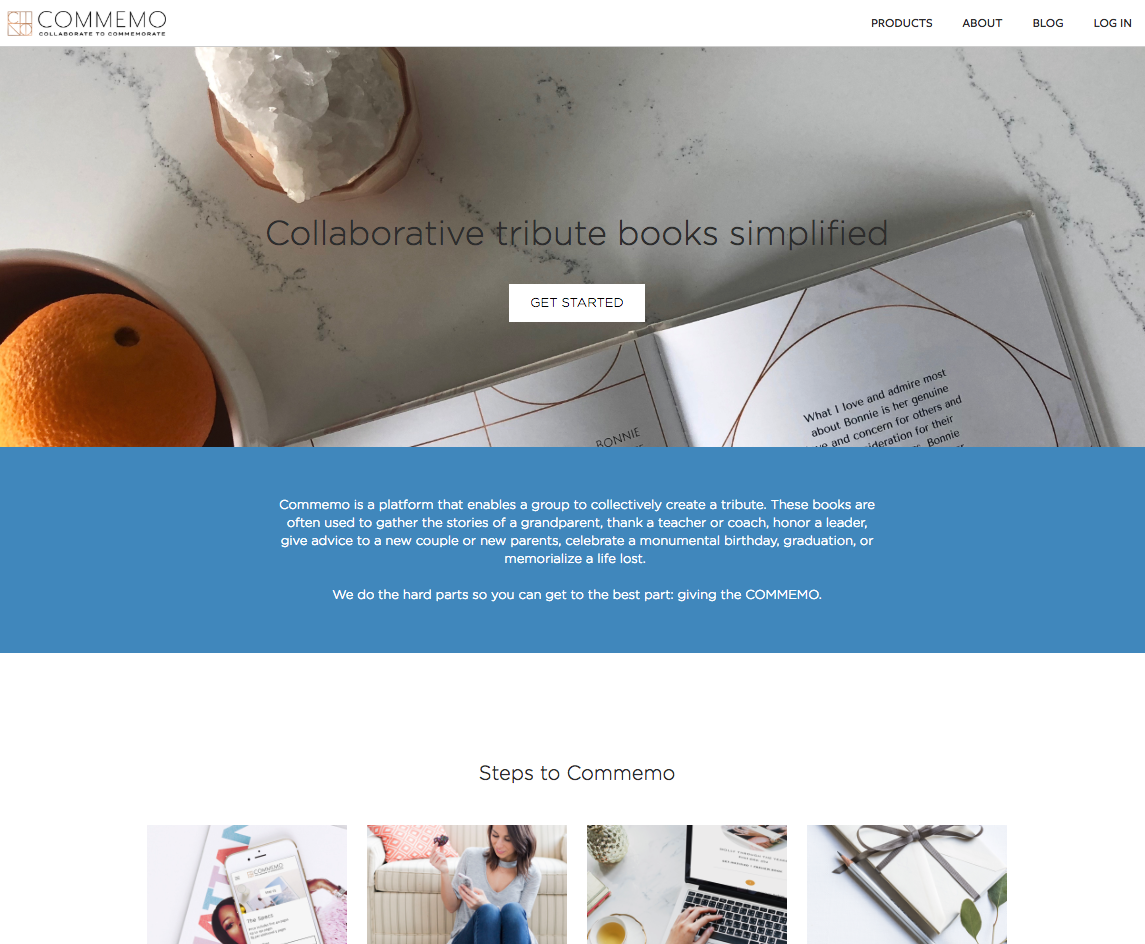 COMMEMO
COLLABORATE TO COMMEMORATE
PRODUCTS
ABOUT
BLOG
LOG IN
Collaborative tribute books simplified
GET STARTED
What I love and admire most
about Bonnie is her genuine
and concern for others and
for their
Bonnie
BONNIE
Commemo is a platform that enables a group to collectively create a tribute. These books are
often used to gather the stories of a grandparent, thank a teacher or coach, honor a leader,
give advice to a new couple or new parents, celebrate a monumental birthday, graduation, or
memorialize a life lost.
We do the hard parts so you can get to the best part: giving the COMMEMO.
Steps to Commemo
COMMEMO
The Specs